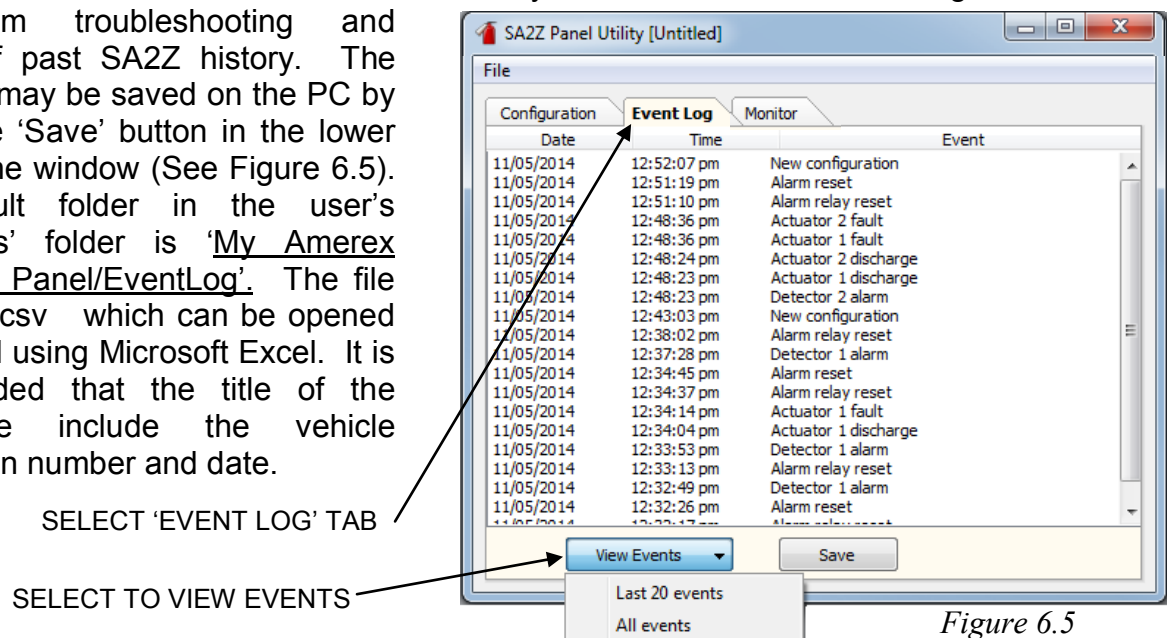 troubleshooting and
past SA2Z history. The
may be saved on the PC by
‘Save’ button in the lower
window (See Figure 6.5).
folder in the user's
folder is ‘My Amerex
Panel/EventLog’. The file
csv which can be opened
using Microsoft Excel. It is
that the title of the
include the vehicle
number and date.
SELECT ‘EVENT LOG’ TAB
SELECT TO VIEW EVENTS
SA2Z Panel Utility [Untitled]
File
Configuration Event Log Monitor
Date Time Event
11/05/2014 12:52:07 pm New configuration
11/05/2014 12:51:19 pm Alarm reset
11/05/2014 12:51:10 pm Alarm relay reset
11/05/2014 12:48:36 pm Actuator 2 fault
11/05/2014 12:48:36 pm Actuator 1 fault
11/05/2014 12:48:24 pm Actuator 2 discharge
11/05/2014 12:48:23 pm Actuator 1 discharge
11/05/2014 12:48:23 pm Detector 2 alarm
11/05/2014 12:43:03 pm New configuration
11/05/2014 12:38:02 pm Alarm relay reset
11/05/2014 12:37:28 pm Detector 1 alarm
11/05/2014 12:34:45 pm Alarm reset
11/05/2014 12:34:37 pm Alarm relay reset
11/05/2014 12:34:14 pm Actuator 1 fault
11/05/2014 12:34:04 pm Actuator 1 discharge
11/05/2014 12:33:53 pm Detector 1 alarm
11/05/2014 12:33:13 pm Alarm relay reset
11/05/2014 12:32:49 pm Detector 1 alarm
11/05/2014 12:32:26 pm Alarm reset
View Events Save
Last 20 events
All events
Figure 6.5